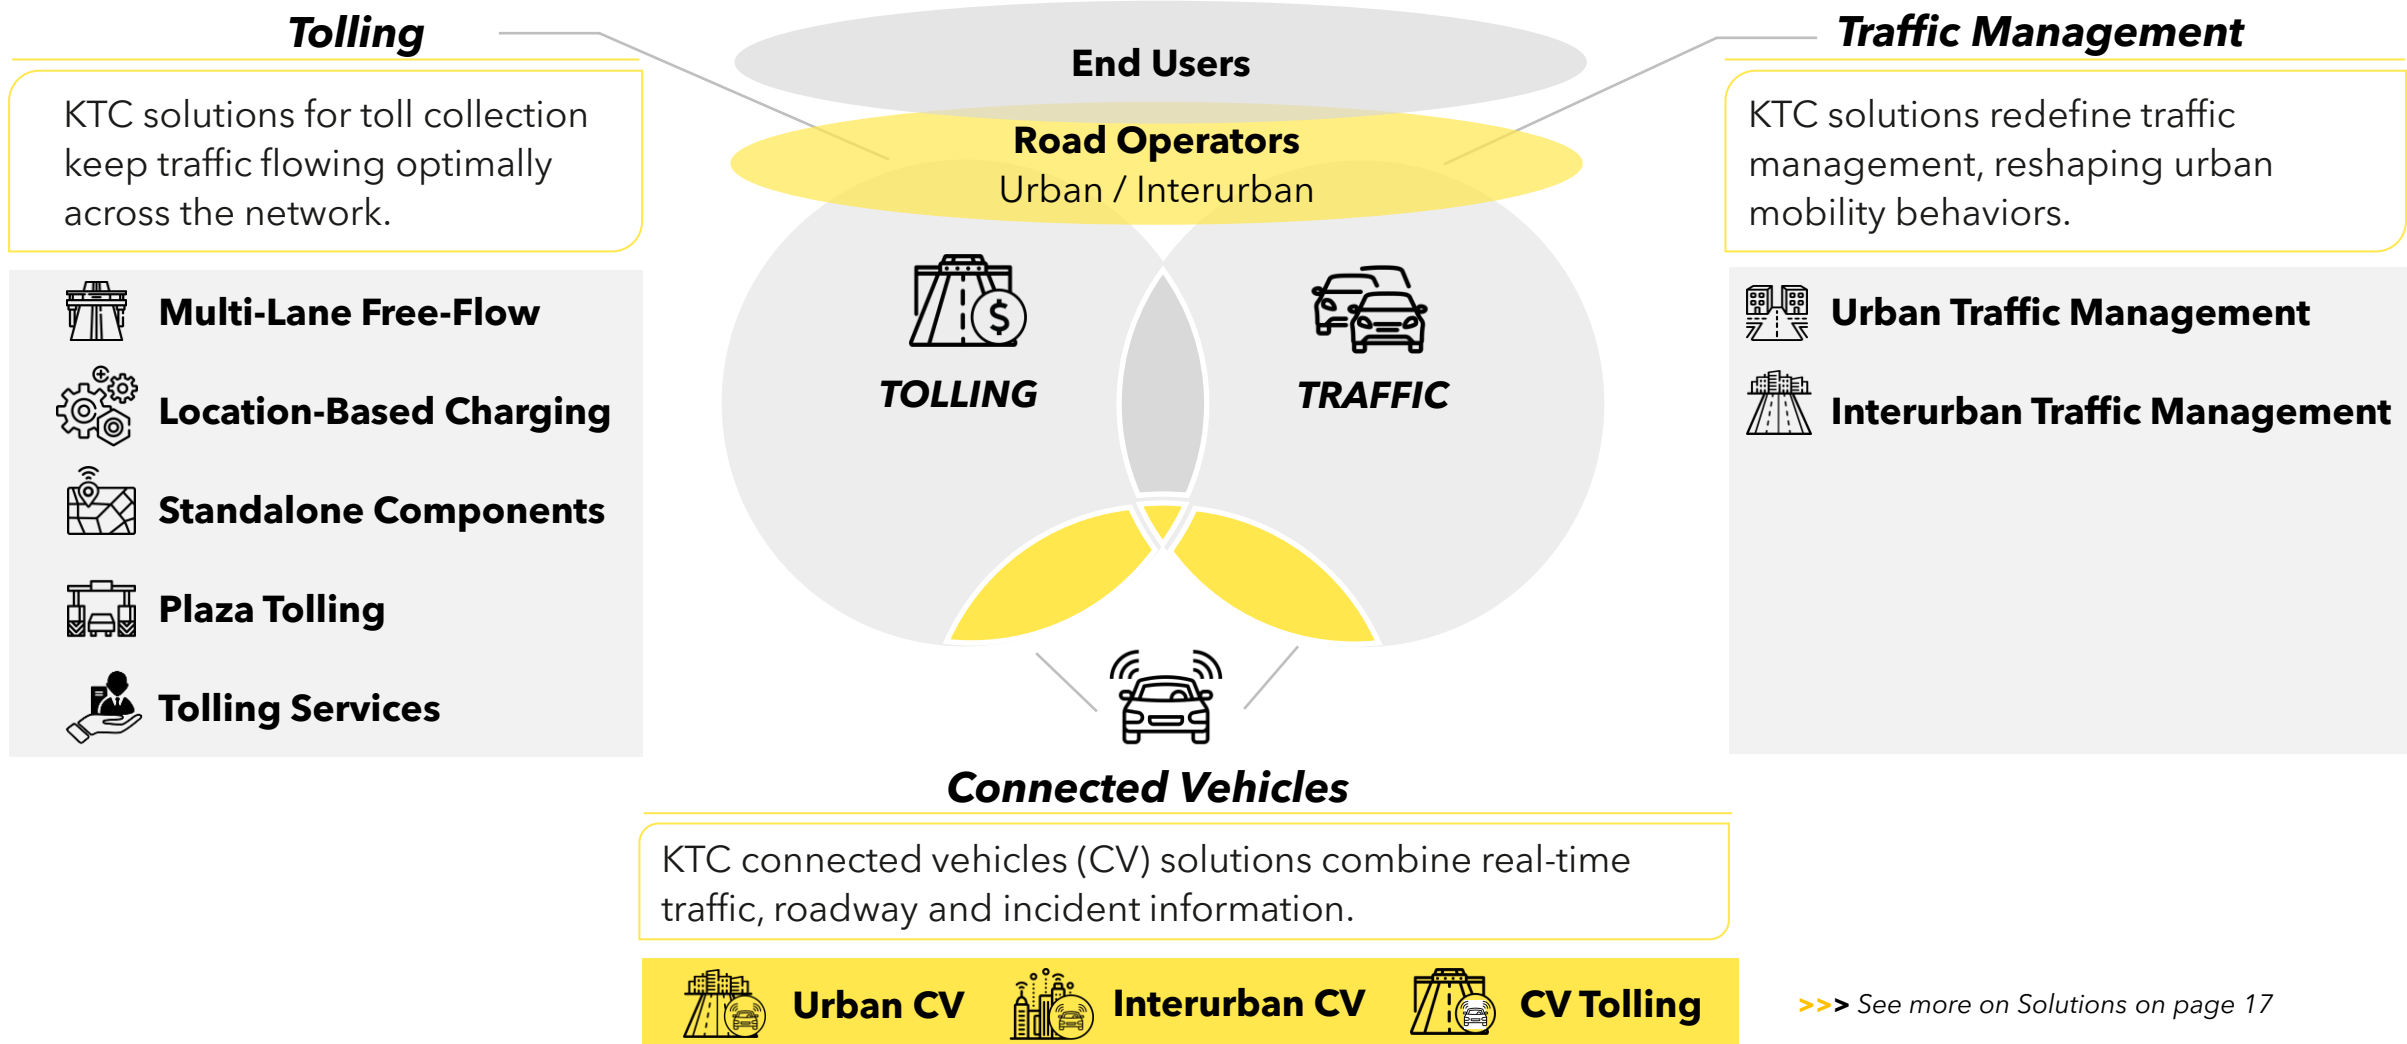 Tolling
KTC solutions for toll collection
keep traffic flowing optimally
across the network.
Multi-Lane Free-Flow
Location-Based Charging
Standalone Components
Plaza Tolling
Tolling Services
End Users
Road Operators
Urban / Interurban
$
TOLLING
TRAFFIC
Traffic Management
KTC solutions redefine traffic
management, reshaping urban
mobility behaviors.
Urban Traffic Management
Interurban Traffic Management
Connected Vehicles
KTC connected vehicles (CV) solutions combine real-time
traffic, roadway and incident information.
Urban CV
Interurban CV
CV Tolling
>>> See more on Solutions on page 17